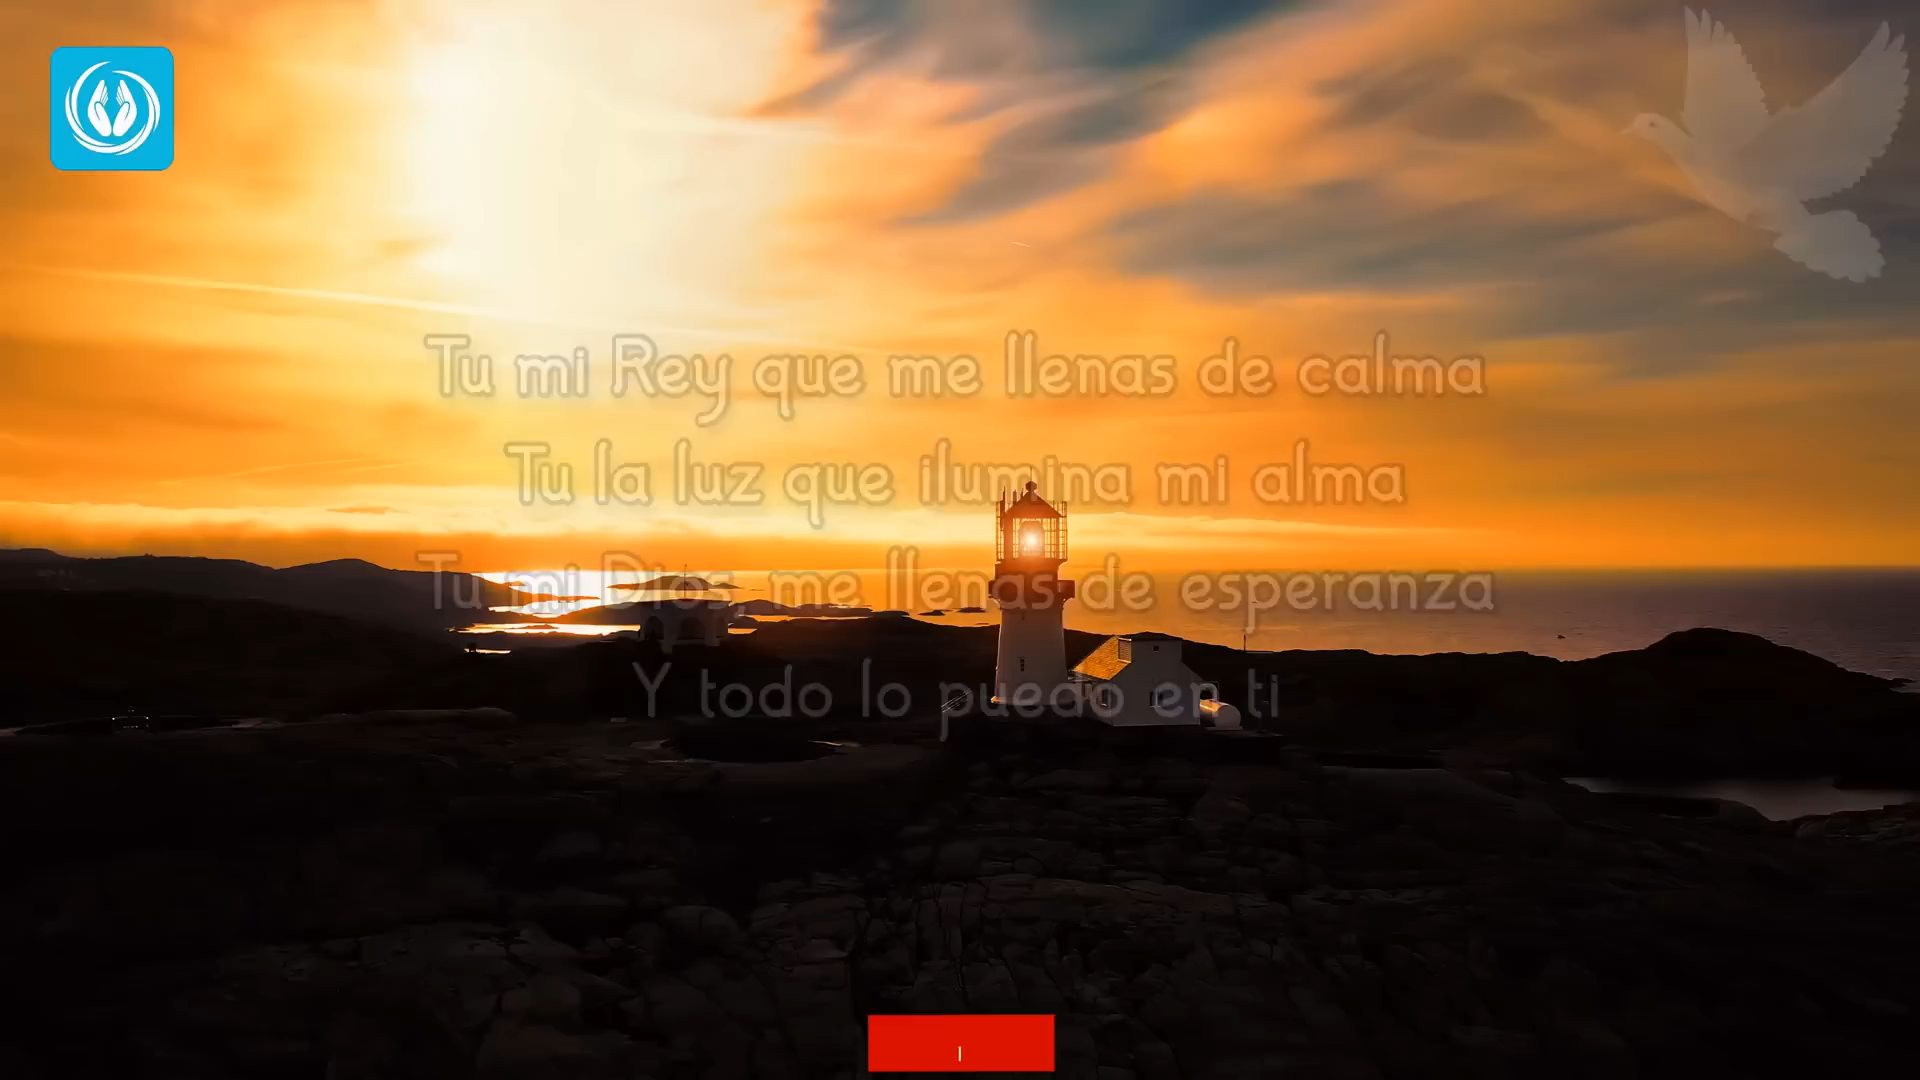 Tu mi Rey que me llenas de calma
Tu la luz que ilumina mi alma
Tu mi Dios, me llenas de esperanza
Y todo lo puedo en ti